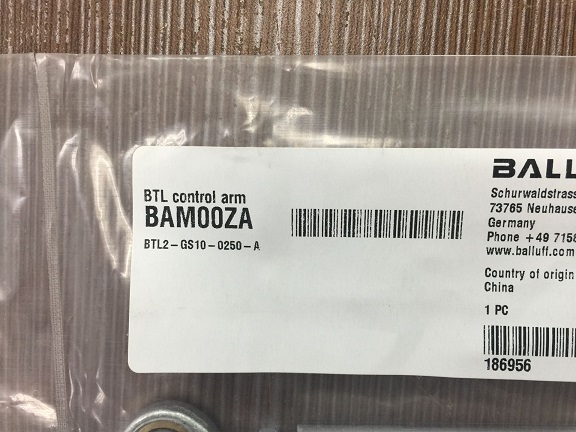 BTL control arm
BAM00ZA
BTL2-GS10-0250-A
BALL
Schurwaldstrass
73765 Neuhause
Germany
Phone +49 7158
www.balluff.com
Country of origin
China
1 PC
186956